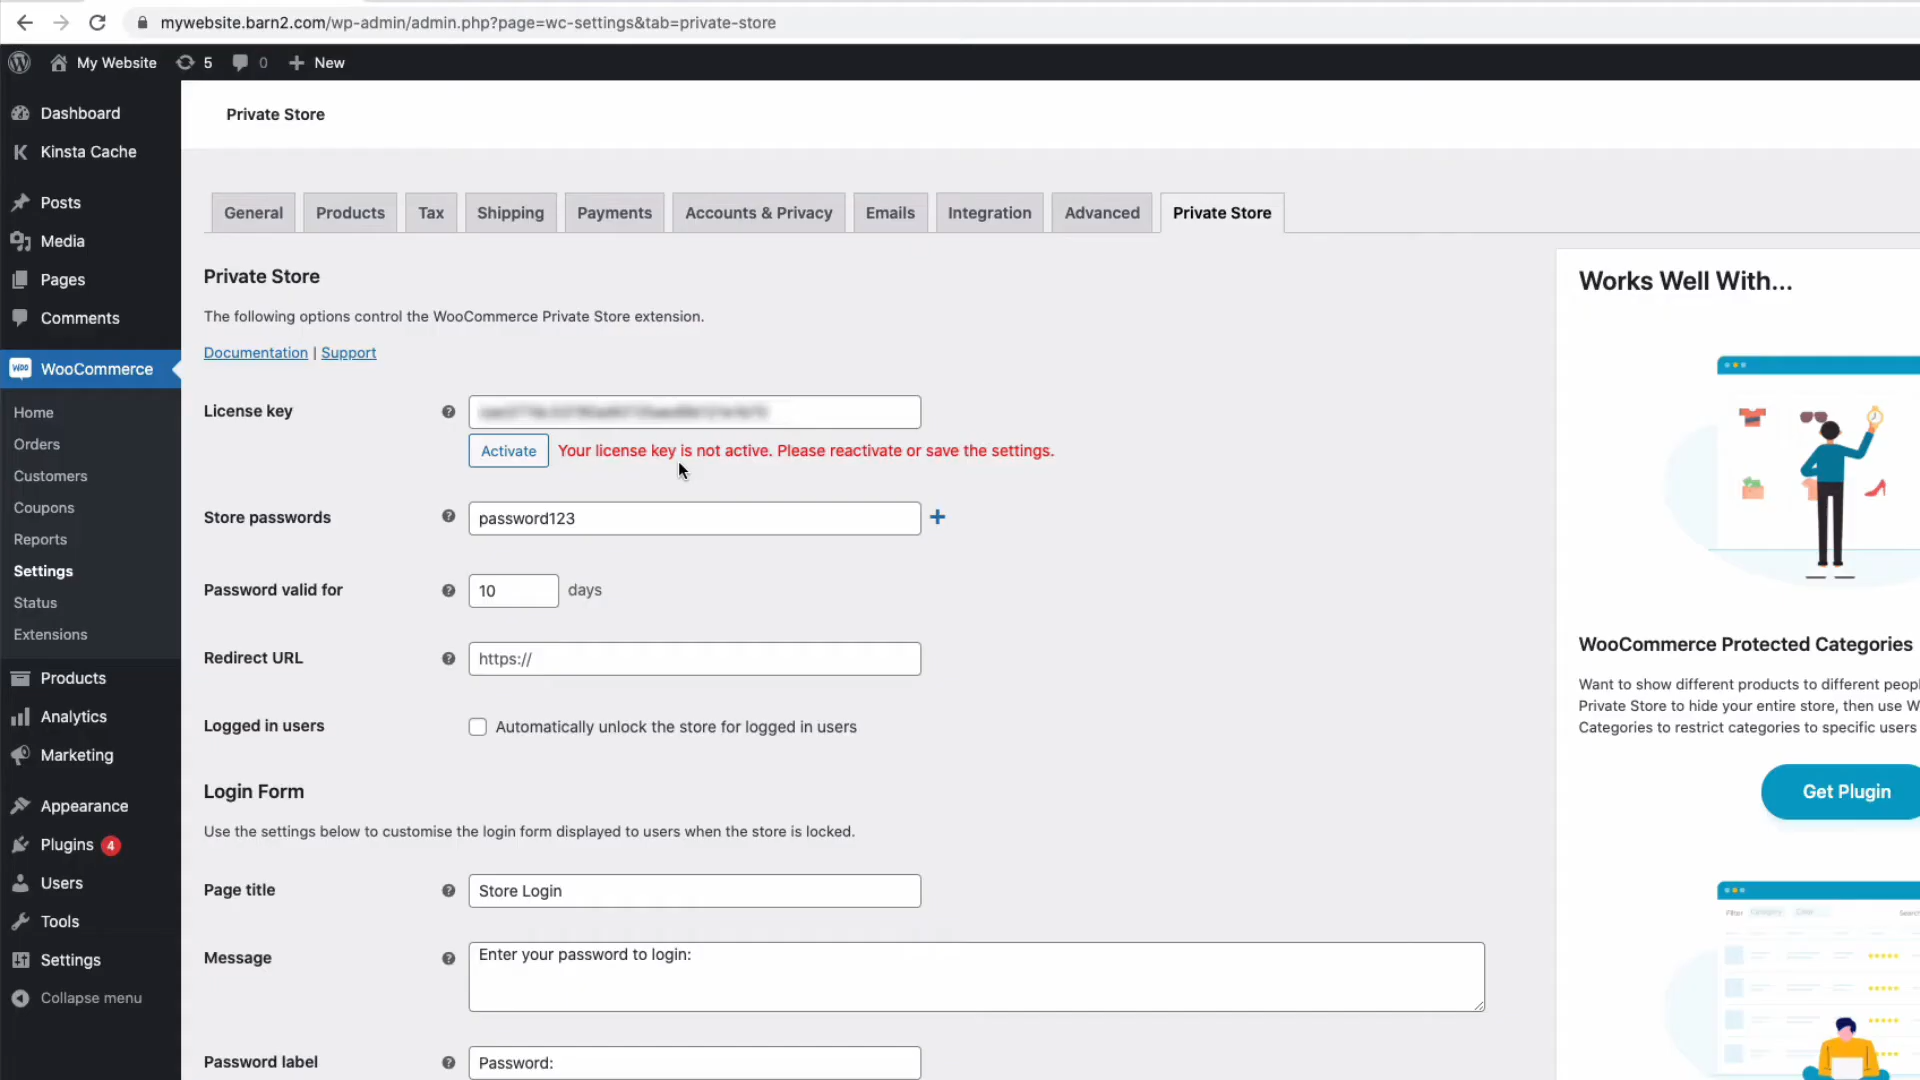 mywebsite.barn2.com/wp-admin/admin.php?page=wc-settings&tab=private-store
My Website 5 0 New
Dashboard
Kinsta Cache
Posts
Media
Pages
Comments
WooCommerce
Home
Orders
Customers
Coupons
Reports
Settings
Status
Extensions
Products
Analytics
Marketing
Appearance
Plugins 4
Users
Tools
Settings
Collapse menu
Private Store
General Products Tax Shipping Payments Accounts & Privacy Emails Integration Advanced Private Store
Private Store
The following options control the WooCommerce Private Store extension.
Documentation | Support
License key
Activate Your license key is not active. Please reactivate or save the settings.
Store passwords password123
Password valid for 10 days
Redirect URL https://
Logged in users Automatically unlock the store for logged in users
Login Form
Use the settings below to customise the login form displayed to users when the store is locked.
Page title Store Login
Message Enter your password to login:
Password label Password:
Works Well With...
WooCommerce Protected Categories
Want to show different products to different peopl
Private Store to hide your entire store, then use W
Categories to restrict categories to specific users
Get Plugin
Filter Category